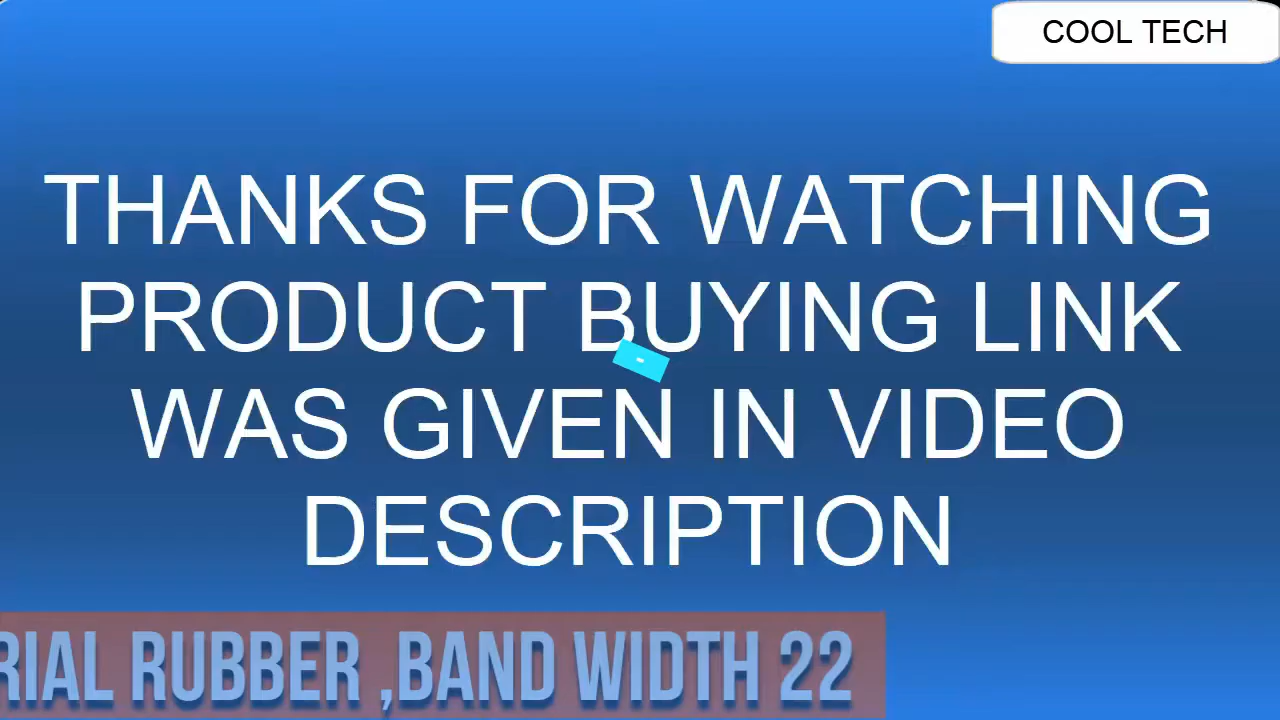 COOL TECH
THANKS FOR WATCHING
PRODUCT BUYING LINK
WAS GIVEN IN VIDEO
DESCRIPTION
RIAL RUBBER ,BAND WIDTH 22